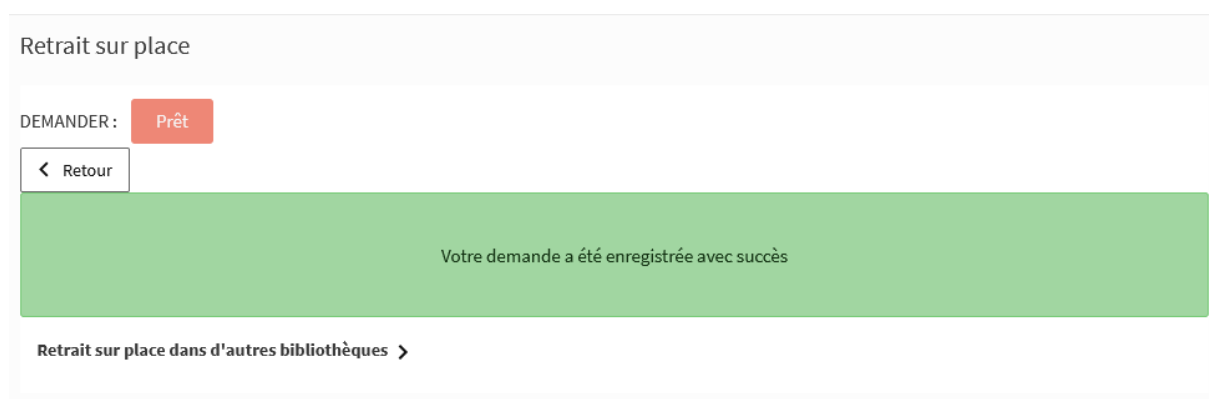 Retrait sur place
DEMANDER : Prêt
Retour
Votre demande a été enregistrée avec succès
Retrait sur place dans d'autres bibliothèques